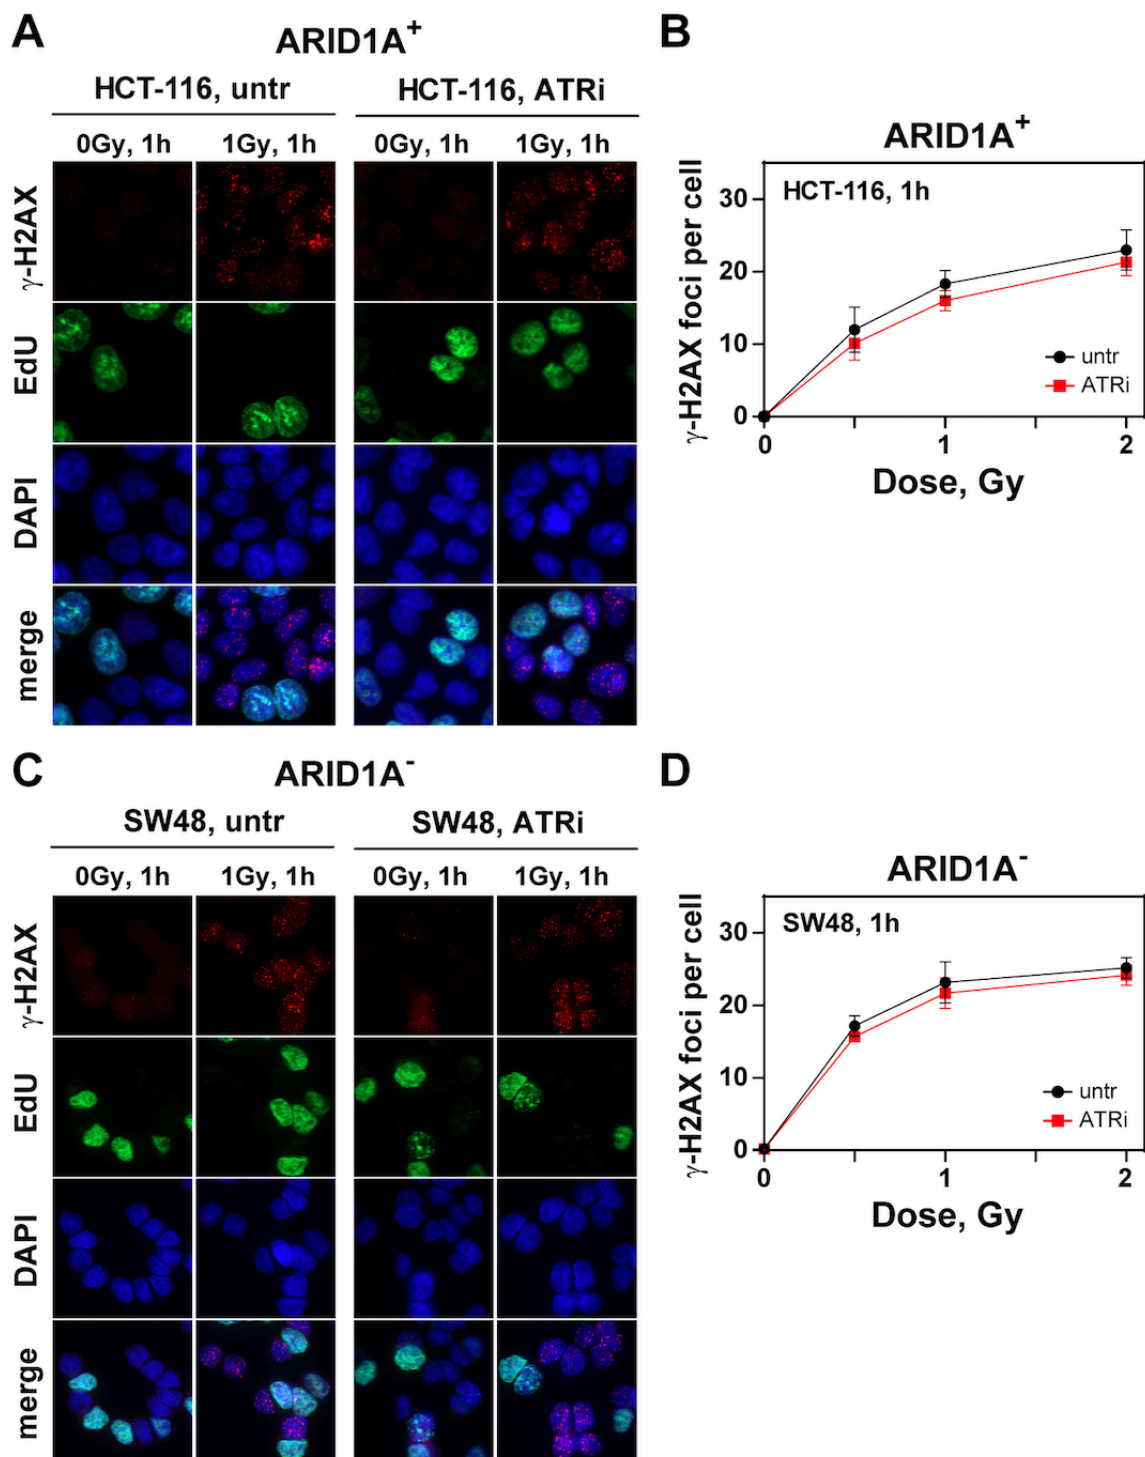 A
ARID1A⁺
HCT-116, untr
HCT-116, ATRi
0Gy, 1h
1Gy, 1h
0Gy, 1h
1Gy, 1h
γ-H2AX
EdU
DAPI
merge
B
ARID1A⁺
HCT-116, 1h
γ-H2AX foci per cell
30
20
10
0
untr
ATRi
0
1
2
Dose, Gy
C
ARID1A⁻
SW48, untr
SW48, ATRi
0Gy, 1h
1Gy, 1h
0Gy, 1h
1Gy, 1h
γ-H2AX
EdU
DAPI
merge
D
ARID1A⁻
SW48, 1h
γ-H2AX foci per cell
30
20
10
0
untr
ATRi
0
1
2
Dose, Gy